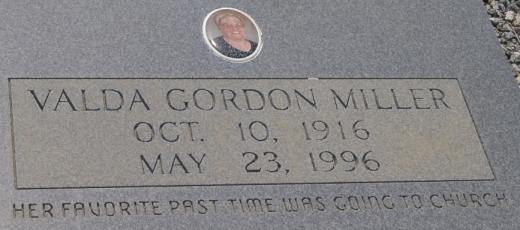 VALDA GORDON MILLER
OCT. 10, 1916
MAY 23, 1996
HER FAVORITE PAST TIME WAS GOING TO CHURCH